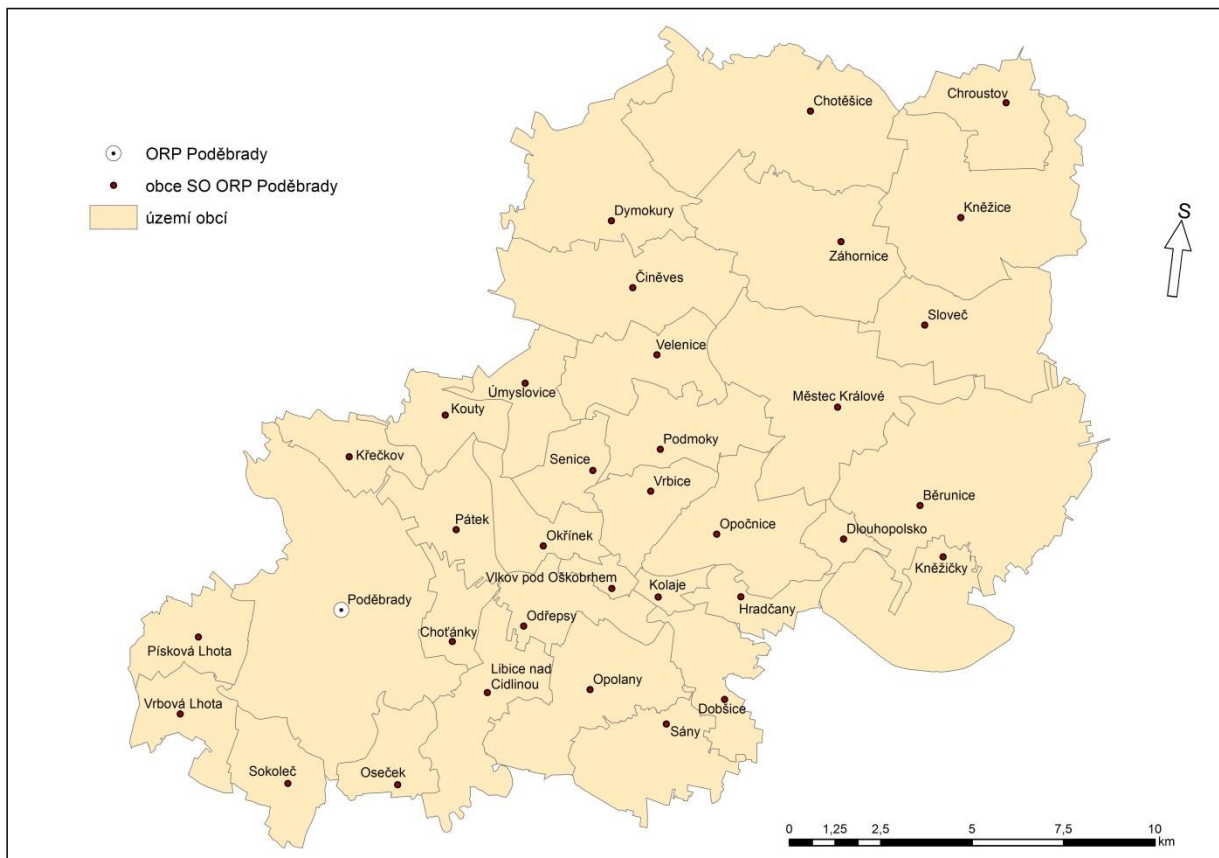 ORP Poděbrady
obce SO ORP Poděbrady
území obcí
S
Chotěšice
Chroustov
Dymokury
Kněžice
Záhornice
Činěves
Sloveč
Velenice
Úmyslovice
Městec Králové
Kouty
Podmoky
Křečkov
Senice
Vrbice
Běrunice
Pátek
Opočnice
Dlouhopolsko
Okřínek
Kněžičky
Vlkov pod Oškobrhem
Kolaje
Hradčany
Poděbrady
Odřepsy
Choťánky
Písková Lhota
Libice nad
Cidlinou
Opolany
Vrbová Lhota
Dobšice
Sány
Sokoleč
Oseček
0 1,25 2,5 5 7,5 10
km